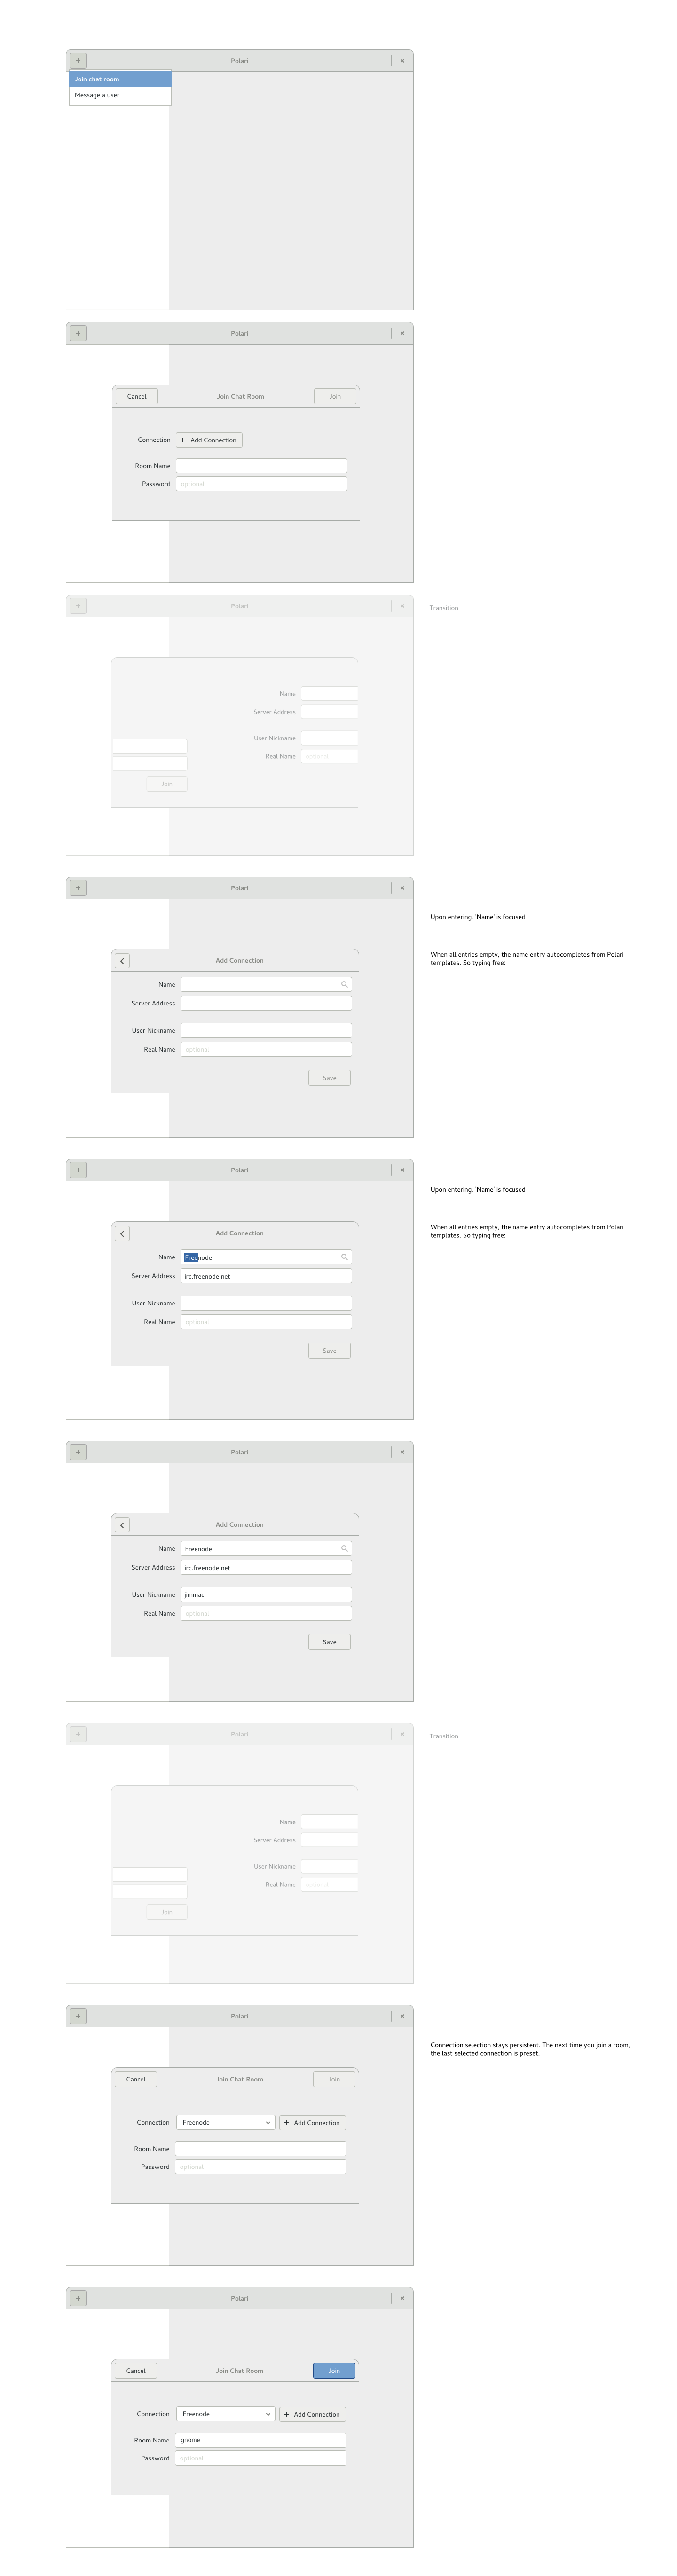 + Polari ×
Join chat room
Message a user
+ Polari ×
Cancel Join Chat Room Join
Connection + Add Connection
Room Name
Password optional
+ Polari ×
Transition
Name
Server Address
User Nickname
Real Name optional
Join
+ Polari ×
Upon entering, 'Name' is focused
When all entries empty, the name entry autocompletes from Polari
templates. So typing free:
Add Connection
Name
Server Address
User Nickname
Real Name optional
Save
+ Polari ×
Upon entering, 'Name' is focused
When all entries empty, the name entry autocompletes from Polari
templates. So typing free:
Add Connection
Name Freenode
Server Address irc.freenode.net
User Nickname
Real Name optional
Save
+ Polari ×
Add Connection
Name Freenode
Server Address irc.freenode.net
User Nickname jimmac
Real Name optional
Save
+ Polari ×
Transition
Name
Server Address
User Nickname
Real Name optional
Join
+ Polari ×
Connection selection stays persistent. The next time you join a room,
the last selected connection is preset.
Cancel Join Chat Room Join
Connection Freenode + Add Connection
Room Name
Password optional
+ Polari ×
Cancel Join Chat Room Join
Connection Freenode + Add Connection
Room Name gnome
Password optional